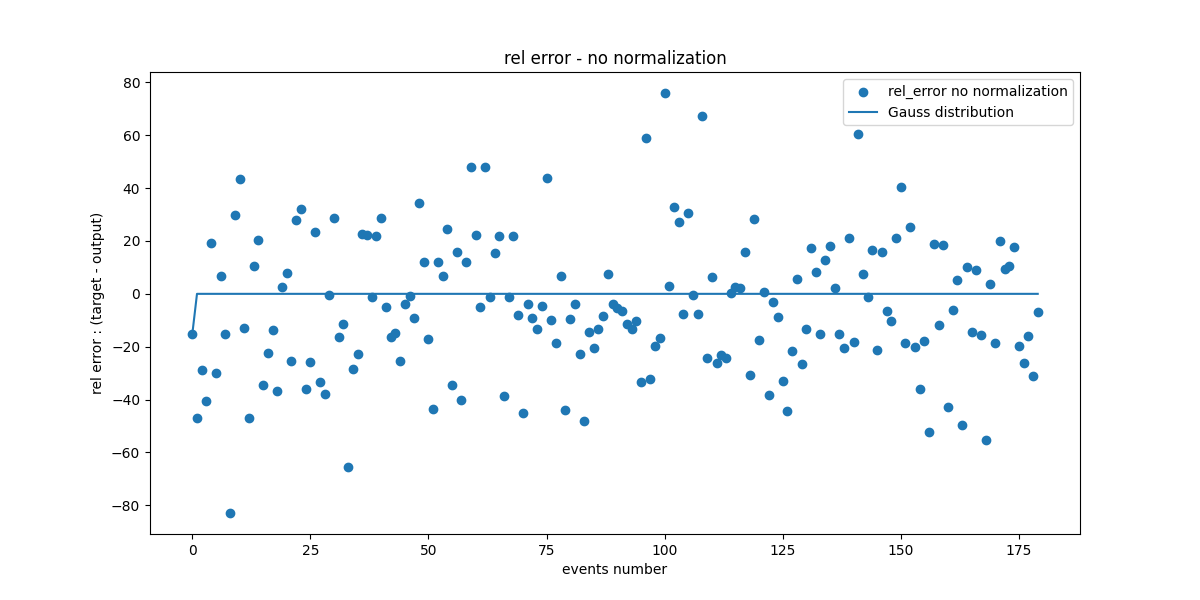 rel error - no normalization
rel_error no normalization
Gauss distribution
80
60
40
20
0
−20
−40
−60
−80
rel error : (target - output)
0 25 50 75 100 125 150 175
events number